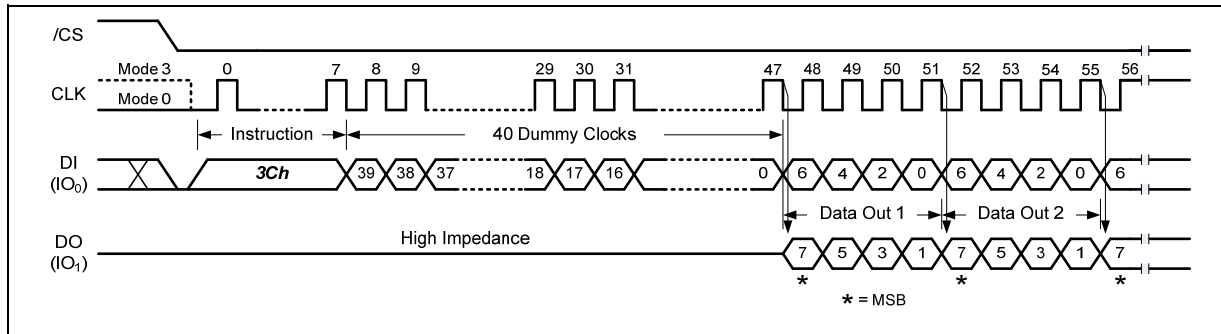 /CS
Mode 3 0 7 8 9 29 30 31 47 48 49 50 51 52 53 54 55 56
CLK
Mode 0
Instruction 40 Dummy Clocks
DI
(IO0)
3Ch 39 38 37 18 17 16 0 6 4 2 0 6 4 2 0 6
Data Out 1 Data Out 2
High Impedance
DO
(IO1)
7 5 3 1 7 5 3 1 7
* * *
* = MSB